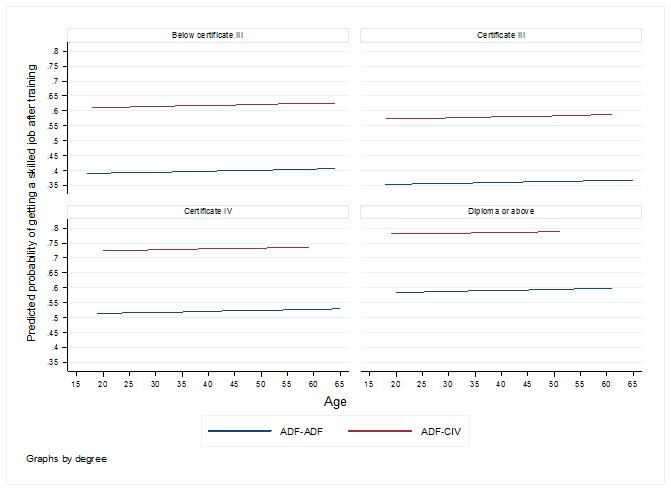 Predicted probability of getting a skilled job after training
Below certificate III
Certificate III
.8
.75
.7
.65
.6
.55
.5
.45
.4
.35
Certificate IV
Diploma or above
.8
.75
.7
.65
.6
.55
.5
.45
.4
.35
15 20 25 30 35 40 45 50 55 60 65
15 20 25 30 35 40 45 50 55 60 65
Age
ADF-ADF ADF-CIV
Graphs by degree